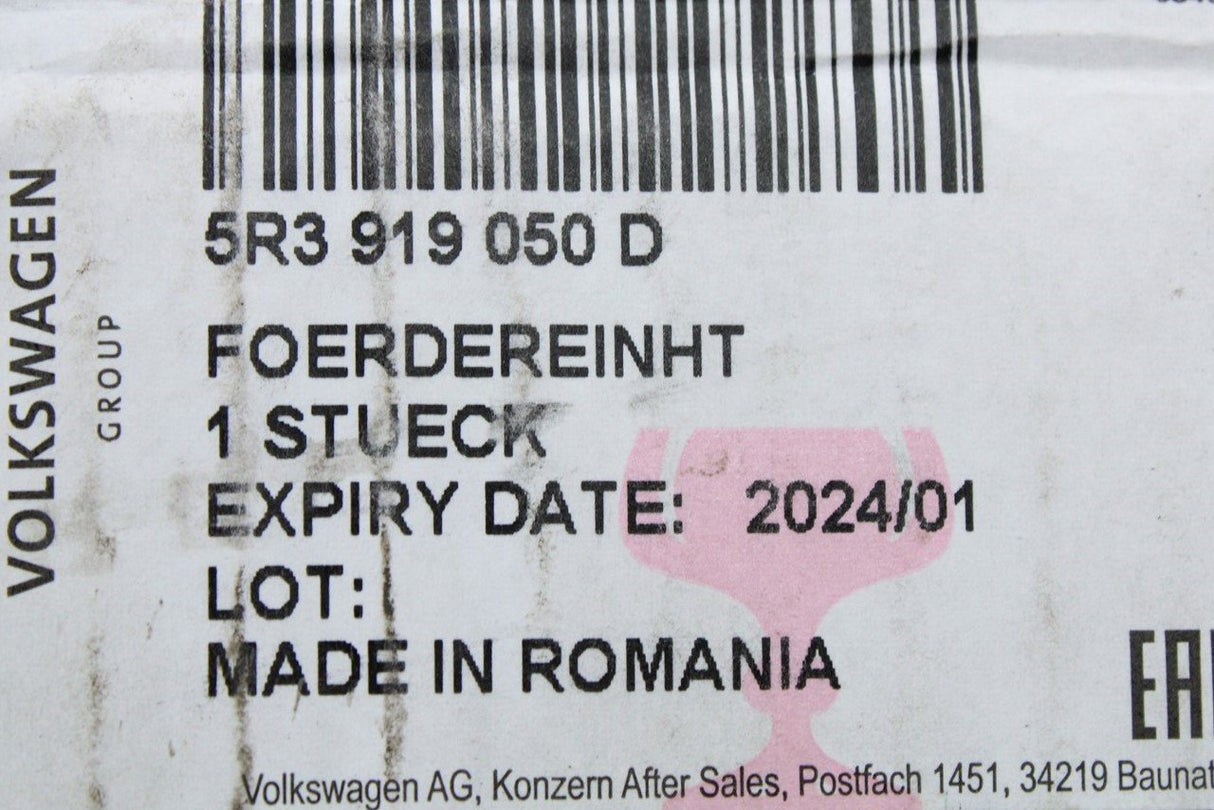 VOLKSWAGEN
GROUP
5R3 919 050 D
FOERDEREINHT
1 STUECK
EXPIRY DATE: 2024/01
LOT:
MADE IN ROMANIA
Volkswagen AG, Konzern After Sales, Postfach 1451, 34219 Baunat